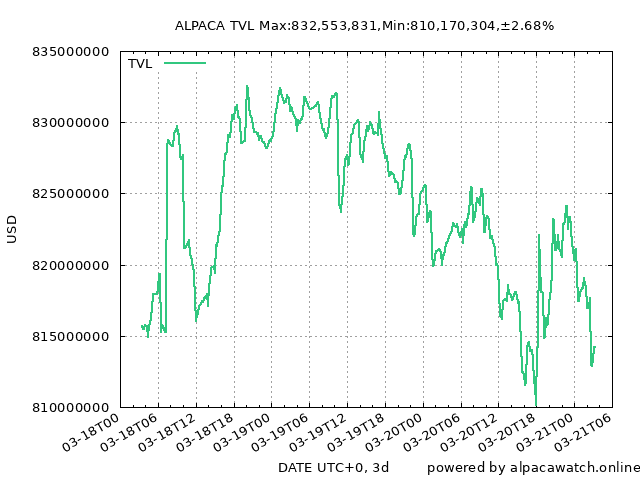 ALPACA TVL Max:832,553,831,Min:810,170,304,±2.68%
TVL
USD
835000000
830000000
825000000
820000000
815000000
810000000
03-18T00
03-18T06
03-18T12
03-18T18
03-19T00
03-19T06
03-19T12
03-19T18
03-20T00
03-20T06
03-20T12
03-20T18
03-21T00
03-21T06
DATE UTC+0, 3d
powered by alpacawatch.online